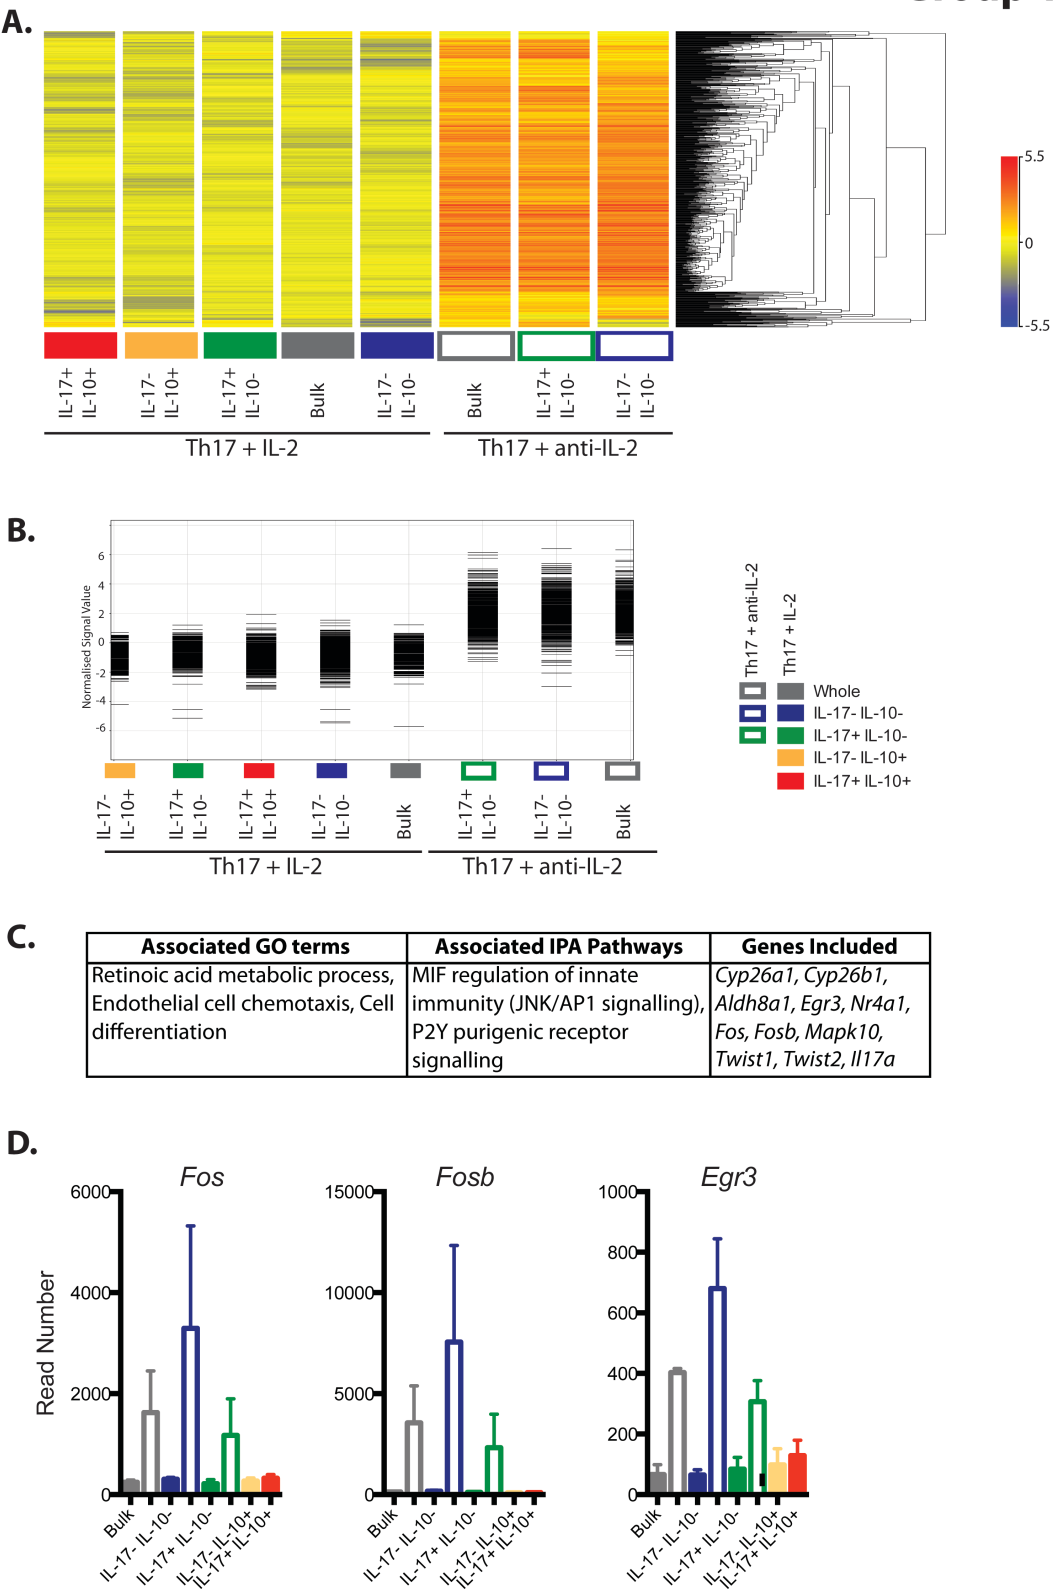 A.
5.5
0
-5.5
IL-17+ IL-10+
IL-17- IL-10+
IL-17+ IL-10-
Bulk
IL-17- IL-10-
Bulk
IL-17+ IL-10-
IL-17- IL-10-
Th17 + IL-2
Th17 + anti-IL-2
B.
Normalised Signal Value
6
4
2
0
-2
-4
-6
IL-17- IL-10+
IL-17+ IL-10-
IL-17+ IL-10+
IL-17- IL-10-
Bulk
IL-17+ IL-10-
IL-17- IL-10-
Bulk
Th17 + IL-2
Th17 + anti-IL-2
Th17 + anti-IL-2
Th17 + IL-2
Whole
IL-17- IL-10-
IL-17+ IL-10-
IL-17- IL-10+
IL-17+ IL-10+
C.
Associated GO terms
Retinoic acid metabolic process,
Endothelial cell chemotaxis, Cell
differentiation
Associated IPA Pathways
MIF regulation of innate
immunity (JNK/AP1 signalling),
P2Y purigenic receptor
signalling
Genes Included
Cyp26a1, Cyp26b1,
Aldh8a1, Egr3, Nr4a1,
Fos, Fosb, Mapk10,
Twist1, Twist2, Il17a
D.
Fos
Read Number
6000
4000
2000
0
Bulk
IL-17- IL-10-
IL-17+ IL-10-
IL-17- IL-10+
IL-17+ IL-10+
Fosb
15000
10000
5000
0
Bulk
IL-17- IL-10-
IL-17+ IL-10-
IL-17- IL-10+
IL-17+ IL-10+
Egr3
1000
800
600
400
200
0
Bulk
IL-17- IL-10-
IL-17+ IL-10-
IL-17- IL-10+
IL-17+ IL-10+